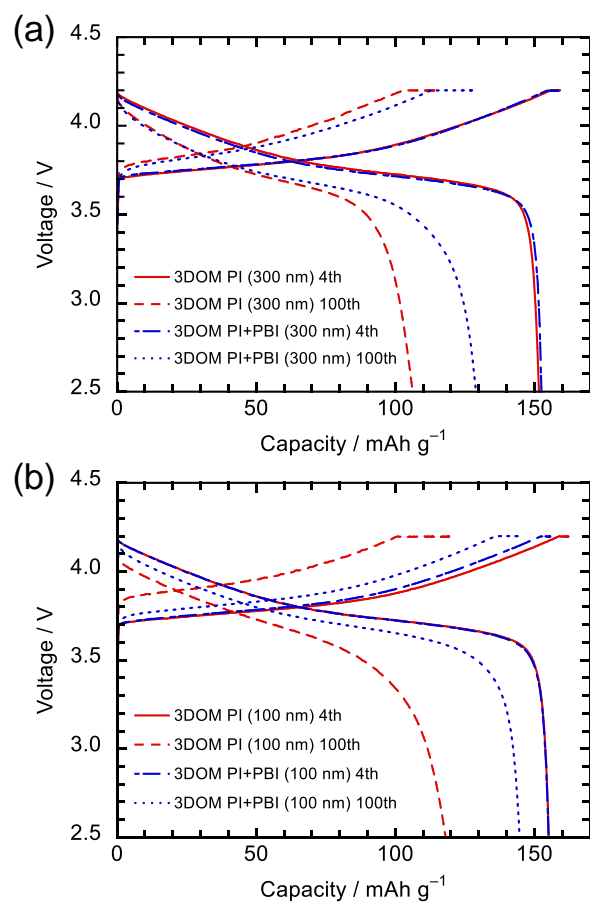 (a)
4.5
4.0
3.5
3.0
2.5
Voltage / V
3DOM PI (300 nm) 4th
3DOM PI (300 nm) 100th
3DOM PI+PBI (300 nm) 4th
3DOM PI+PBI (300 nm) 100th
0 50 100 150
Capacity / mAh g⁻¹
(b)
4.5
4.0
3.5
3.0
2.5
Voltage / V
3DOM PI (100 nm) 4th
3DOM PI (100 nm) 100th
3DOM PI+PBI (100 nm) 4th
3DOM PI+PBI (100 nm) 100th
0 50 100 150
Capacity / mAh g⁻¹